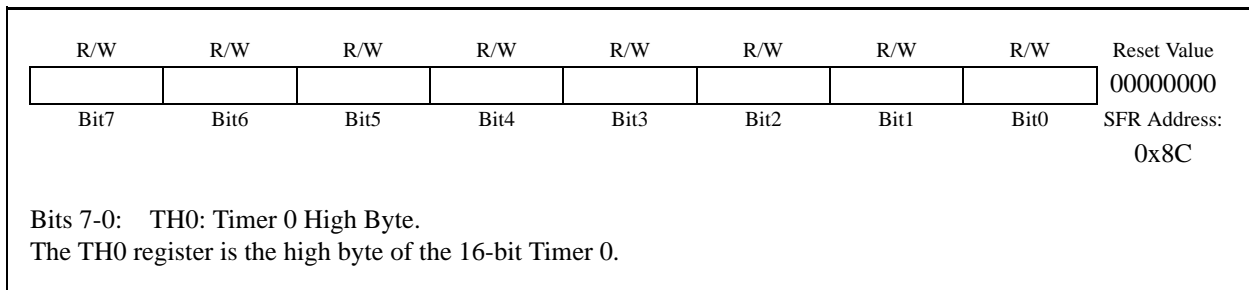 R/W R/W R/W R/W R/W R/W R/W R/W Reset Value
00000000
Bit7 Bit6 Bit5 Bit4 Bit3 Bit2 Bit1 Bit0 SFR Address:
0x8C
Bits 7-0: TH0: Timer 0 High Byte.
The TH0 register is the high byte of the 16-bit Timer 0.